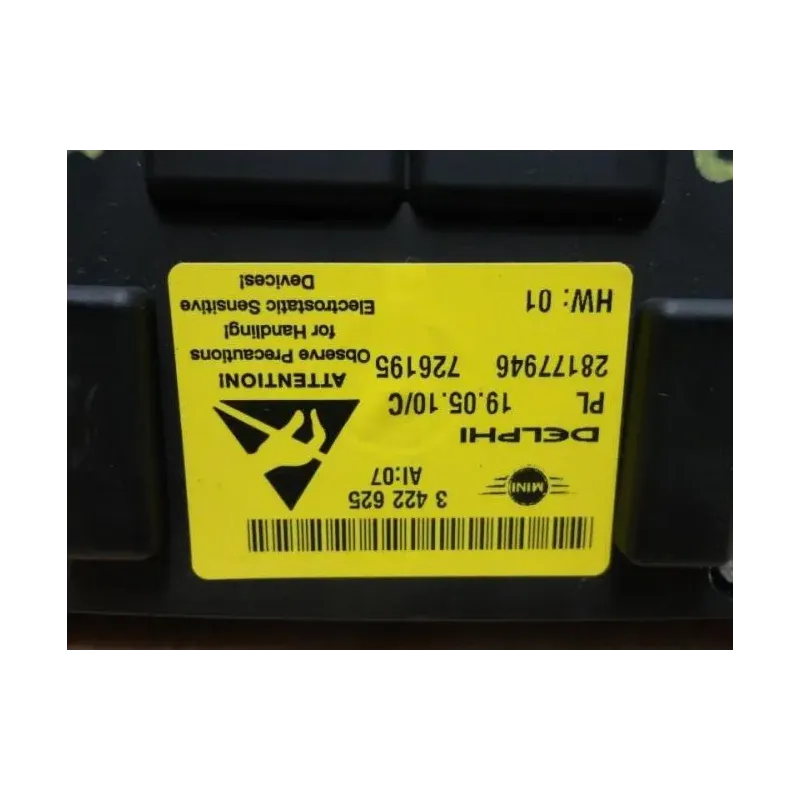 MINI
3 422 625
AI:07
DELPHI
PL 19.05.10/C
28177946 726195
HW: 01
ATTENTION!
Observe Precautions
for Handling!
Electrostatic Sensitive
Devices!